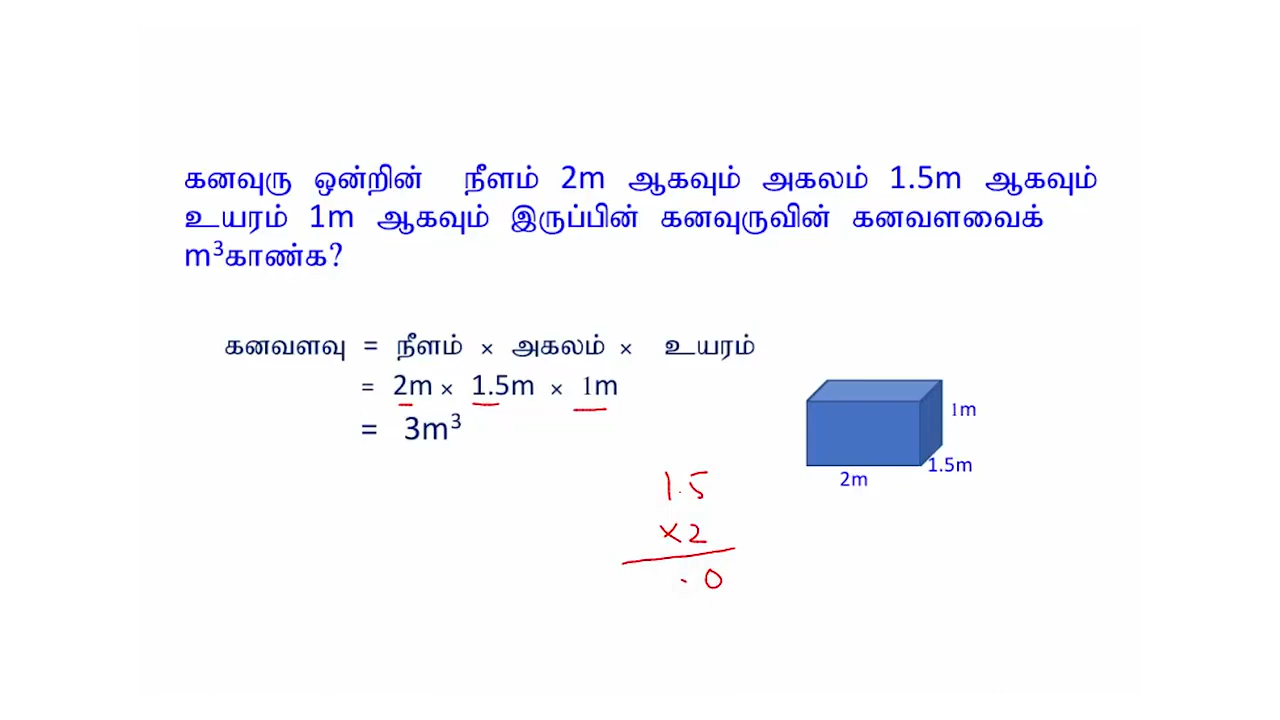 கனவுரு ஒன்றின் நீளம் 2m ஆகவும் அகலம் 1.5m ஆகவும்
உயரம் 1m ஆகவும் இருப்பின் கனவுருவின் கனவளவைக்
m³காண்க?
கனவளவு = நீளம் × அகலம் × உயரம்
= 2m × 1.5m × 1m
= 3m³
1m
1.5m
2m
1.5
×2
.0